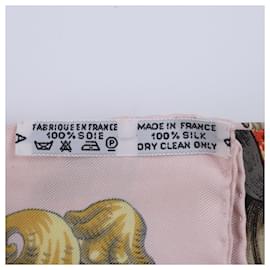 FABRIQUE EN FRANCE
100% SOIE
A
MADE IN FRANCE
100% SILK
DRY CLEAN ONLY
A